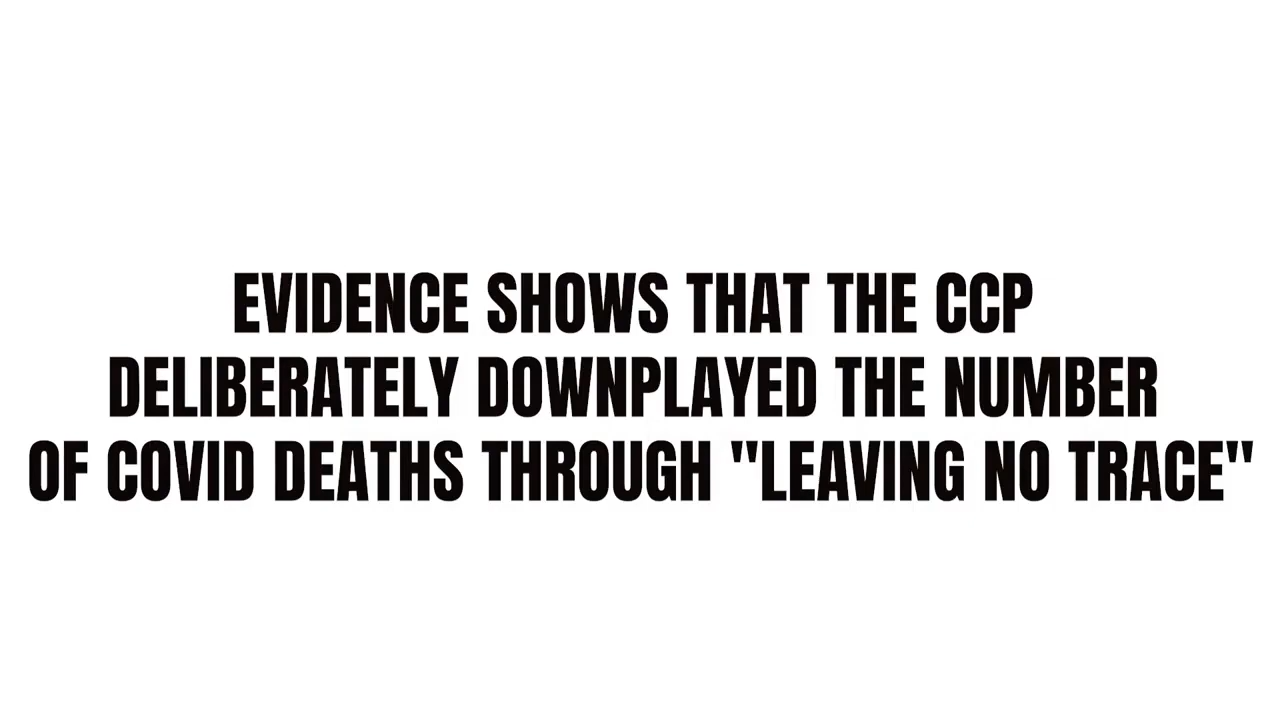 EVIDENCE SHOWS THAT THE CCP
DELIBERATELY DOWNPLAYED THE NUMBER
OF COVID DEATHS THROUGH "LEAVING NO TRACE"